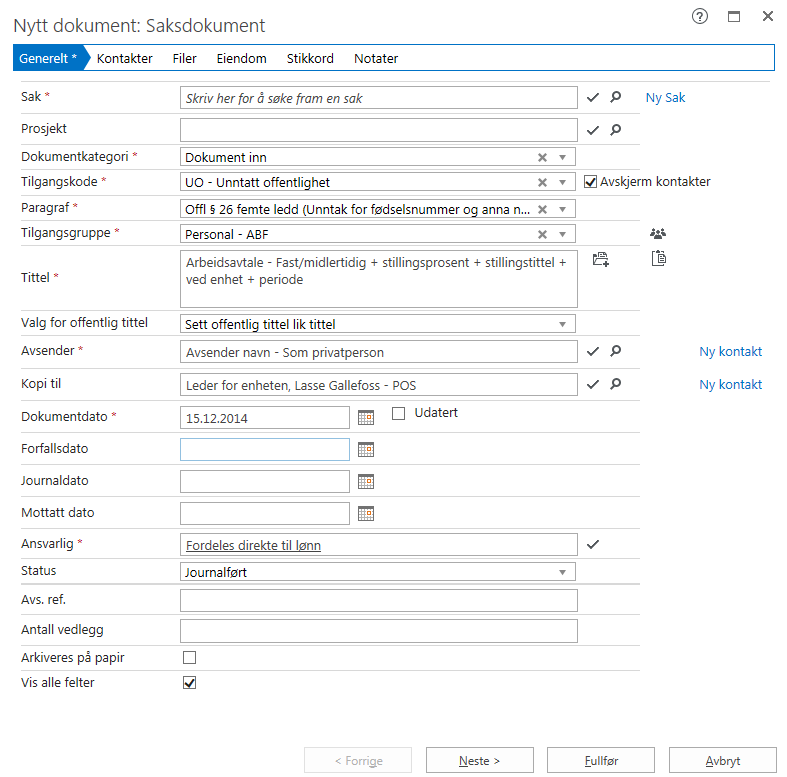 Nytt dokument: Saksdokument
Generelt * Kontakter Filer Eiendom Stikkord Notater
Sak * Skriv her for å søke fram en sak Ny Sak
Prosjekt
Dokumentkategori * Dokument inn
Tilgangskode * UO - Unntatt offentlighet Avskjerm kontakter
Paragraf * Offl § 26 femte ledd (Unntak for fødselsnummer og anna n...
Tilgangsgruppe * Personal - ABF
Tittel * Arbeidsavtale - Fast/midlertidig + stillingsprosent + stillingstittel +
ved enhet + periode
Valg for offentlig tittel Sett offentlig tittel lik tittel
Avsender * Avsender navn - Som privatperson Ny kontakt
Kopi til Leder for enheten, Lasse Gallefoss - POS Ny kontakt
Dokumentdato * 15.12.2014 Udatert
Forfallsdato
Journaldato
Mottatt dato
Ansvarlig * Fordeles direkte til lønn
Status Journalført
Avs. ref.
Antall vedlegg
Arkiveres på papir
Vis alle felter
< Forrige Neste > Fullfør Avbryt